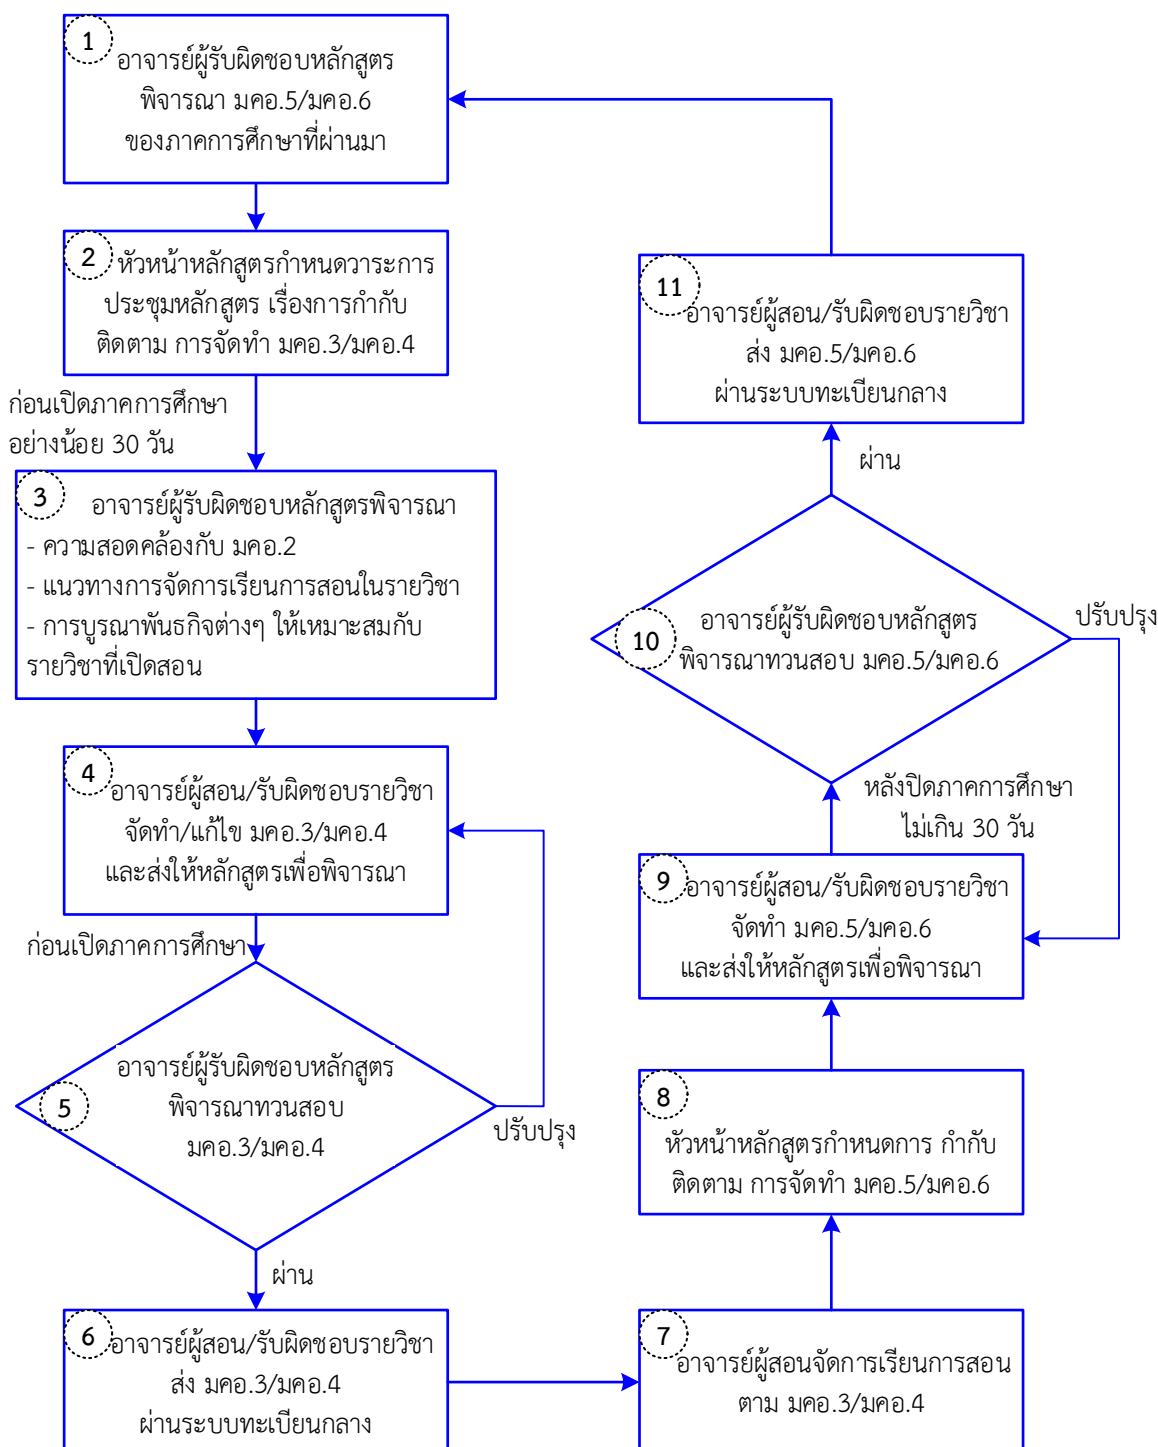 1
อาจารย์ผู้รับผิดชอบหลักสูตร
พิจารณา มคอ.5/มคอ.6
ของภาคการศึกษาที่ผ่านมา
2
หัวหน้าหลักสูตรกำหนดวาระการ
ประชุมหลักสูตร เรื่องการกำกับ
ติดตาม การจัดทำ มคอ.3/มคอ.4
ก่อนเปิดภาคการศึกษา
อย่างน้อย 30 วัน
3
อาจารย์ผู้รับผิดชอบหลักสูตรพิจารณา
- ความสอดคล้องกับ มคอ.2
- แนวทางการจัดการเรียนการสอนในรายวิชา
- การบูรณาพันธกิจต่างๆ ให้เหมาะสมกับ
รายวิชาที่เปิดสอน
4
อาจารย์ผู้สอน/รับผิดชอบรายวิชา
จัดทำ/แก้ไข มคอ.3/มคอ.4
และส่งให้หลักสูตรเพื่อพิจารณา
ก่อนเปิดภาคการศึกษา
5
อาจารย์ผู้รับผิดชอบหลักสูตร
พิจารณาทวนสอบ
มคอ.3/มคอ.4
ปรับปรุง
ผ่าน
6
อาจารย์ผู้สอน/รับผิดชอบรายวิชา
ส่ง มคอ.3/มคอ.4
ผ่านระบบทะเบียนกลาง
7
อาจารย์ผู้สอนจัดการเรียนการสอน
ตาม มคอ.3/มคอ.4
8
หัวหน้าหลักสูตรกำหนดการ กำกับ
ติดตาม การจัดทำ มคอ.5/มคอ.6
9
อาจารย์ผู้สอน/รับผิดชอบรายวิชา
จัดทำ มคอ.5/มคอ.6
และส่งให้หลักสูตรเพื่อพิจารณา
หลังปิดภาคการศึกษา
ไม่เกิน 30 วัน
10
อาจารย์ผู้รับผิดชอบหลักสูตร
พิจารณาทวนสอบ มคอ.5/มคอ.6
ปรับปรุง
ผ่าน
11
อาจารย์ผู้สอน/รับผิดชอบรายวิชา
ส่ง มคอ.5/มคอ.6
ผ่านระบบทะเบียนกลาง